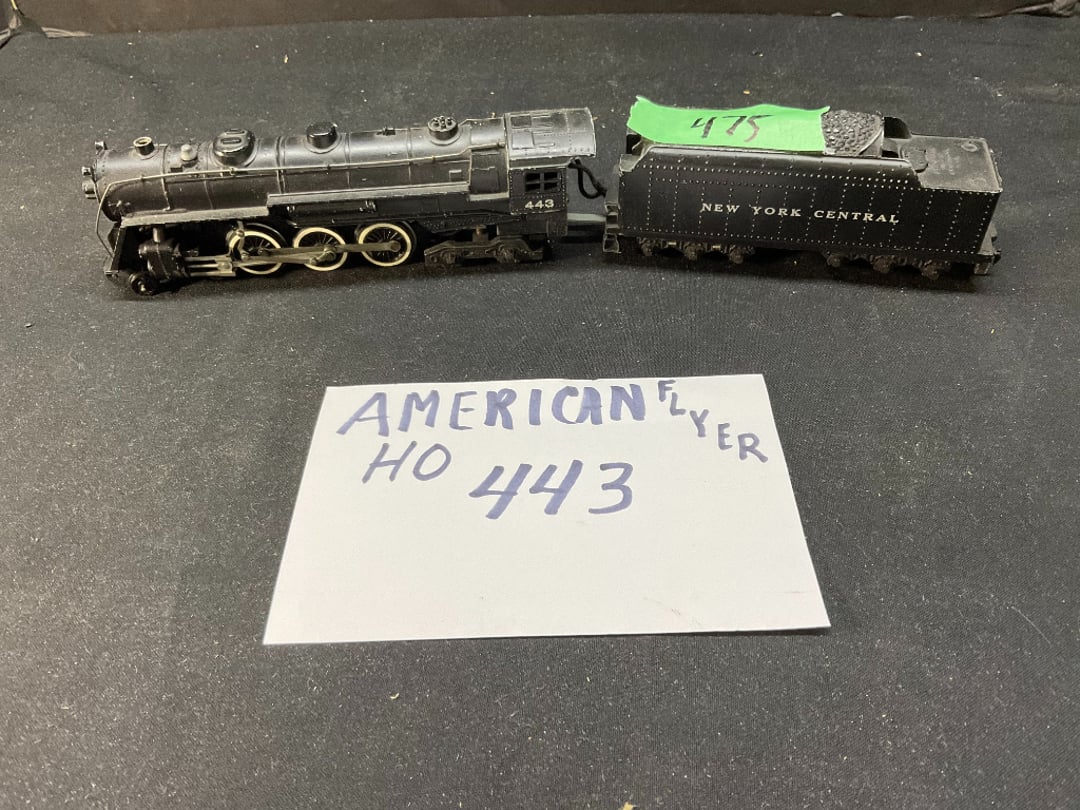 475
443
NEW YORK CENTRAL
AMERICAN FLYER
HO 443